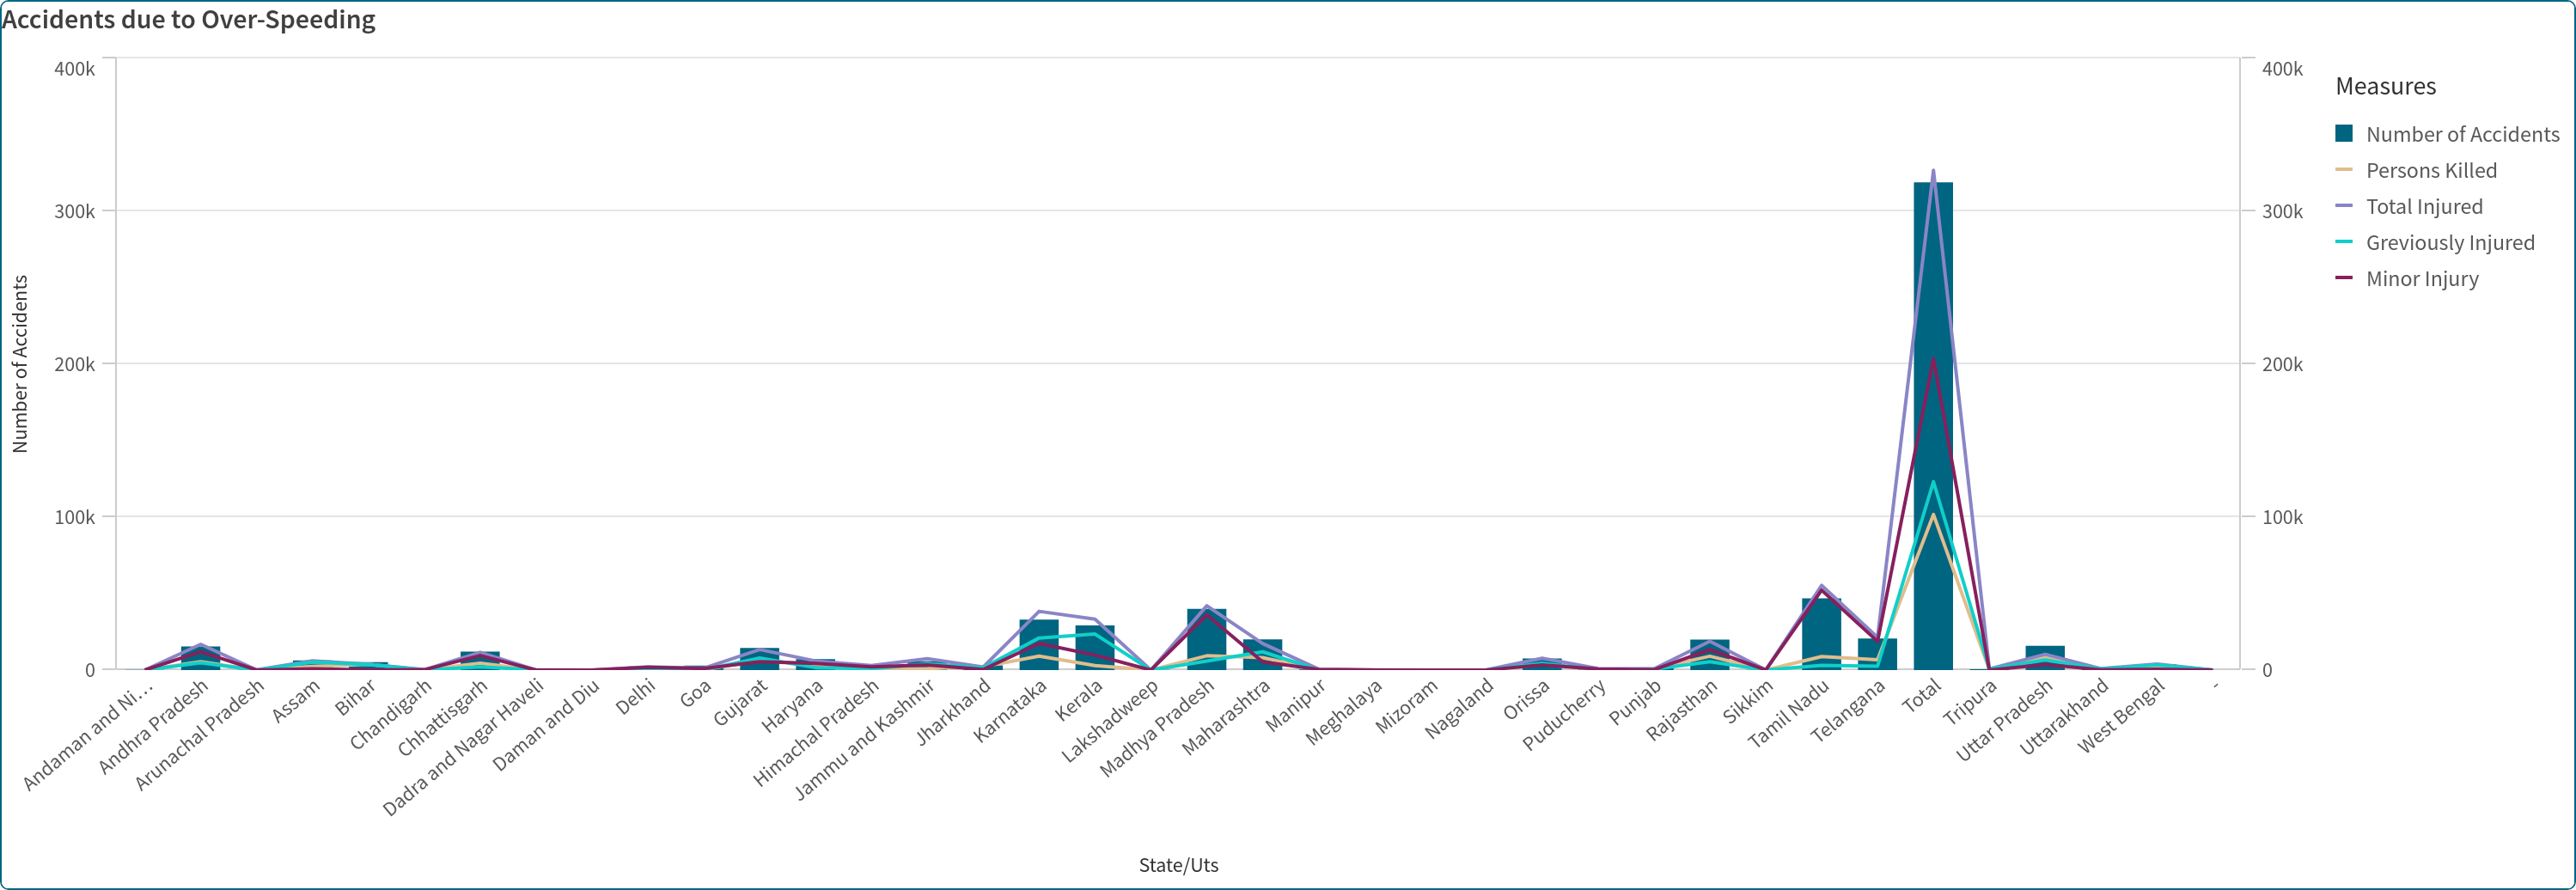 Accidents due to Over-Speeding
400k
300k
200k
100k
0
Number of Accidents
400k
300k
200k
100k
0
Measures
Number of Accidents
Persons Killed
Total Injured
Greviously Injured
Minor Injury
Andaman and Ni…
Andhra Pradesh
Arunachal Pradesh
Assam
Bihar
Chandigarh
Chhattisgarh
Dadra and Nagar Haveli
Daman and Diu
Delhi
Goa
Gujarat
Haryana
Himachal Pradesh
Jammu and Kashmir
Jharkhand
Karnataka
Kerala
Lakshadweep
Madhya Pradesh
Maharashtra
Manipur
Meghalaya
Mizoram
Nagaland
Orissa
Puducherry
Punjab
Rajasthan
Sikkim
Tamil Nadu
Telangana
Total
Tripura
Uttar Pradesh
Uttarakhand
West Bengal
-
State/Uts